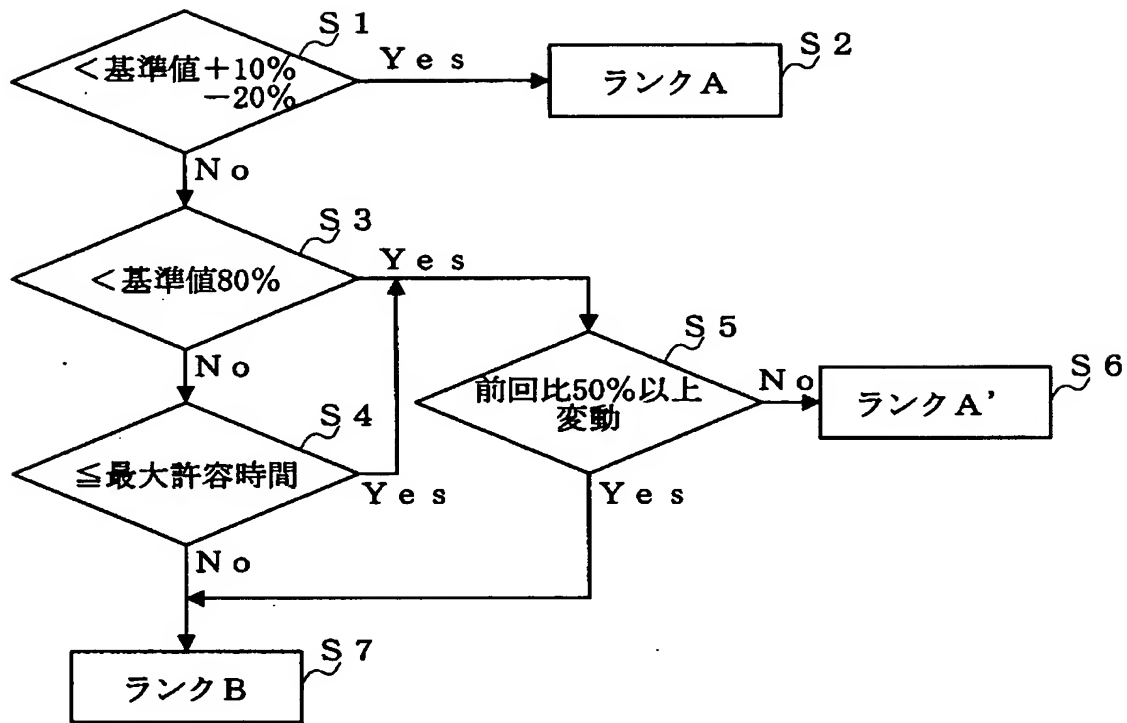 S1
<基準値+10%
−20%
Yes
S2
ランクA
No
S3
<基準値80%
Yes
No
S5
前回比50%以上
変動
No
S6
ランクA'
S4
≦最大許容時間
Yes
Yes
No
S7
ランクB